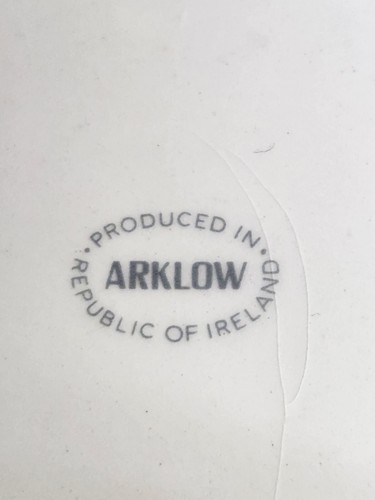 • PRODUCED IN •
ARKLOW
REPUBLIC OF IRELAND